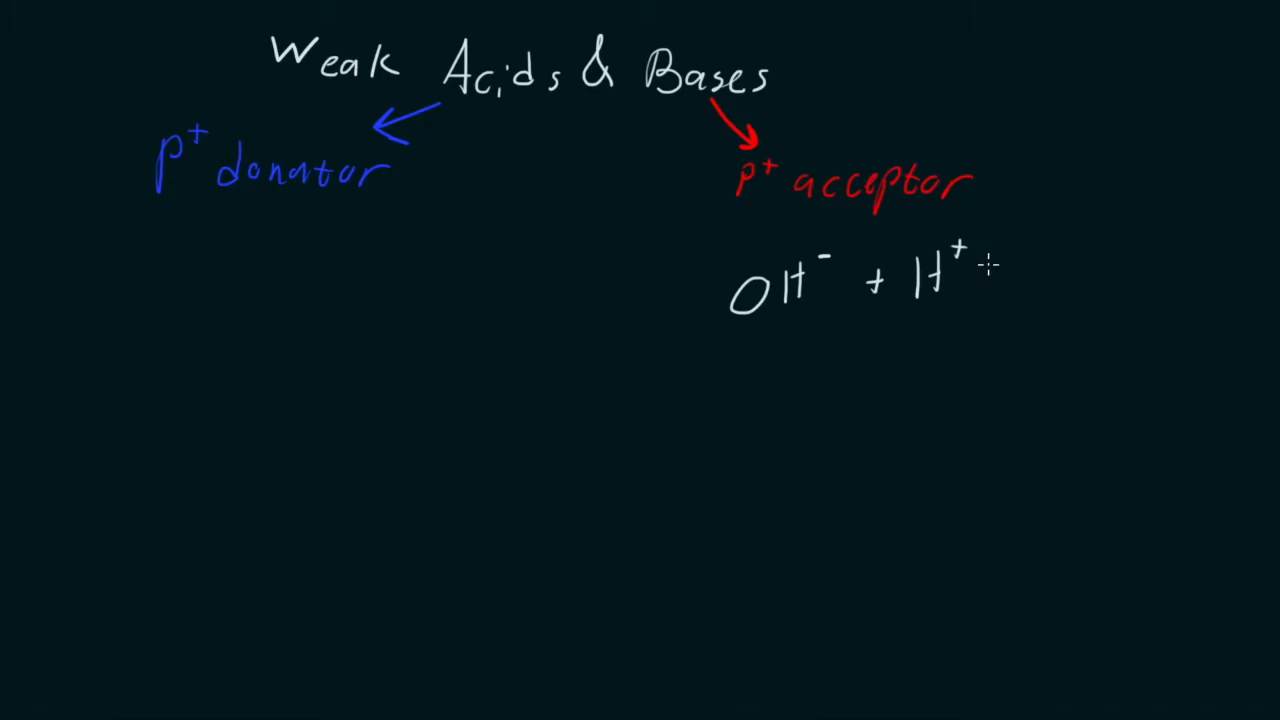 Weak Acids & Bases
P⁺ donator
P⁺ acceptor
OH⁻ + H⁺